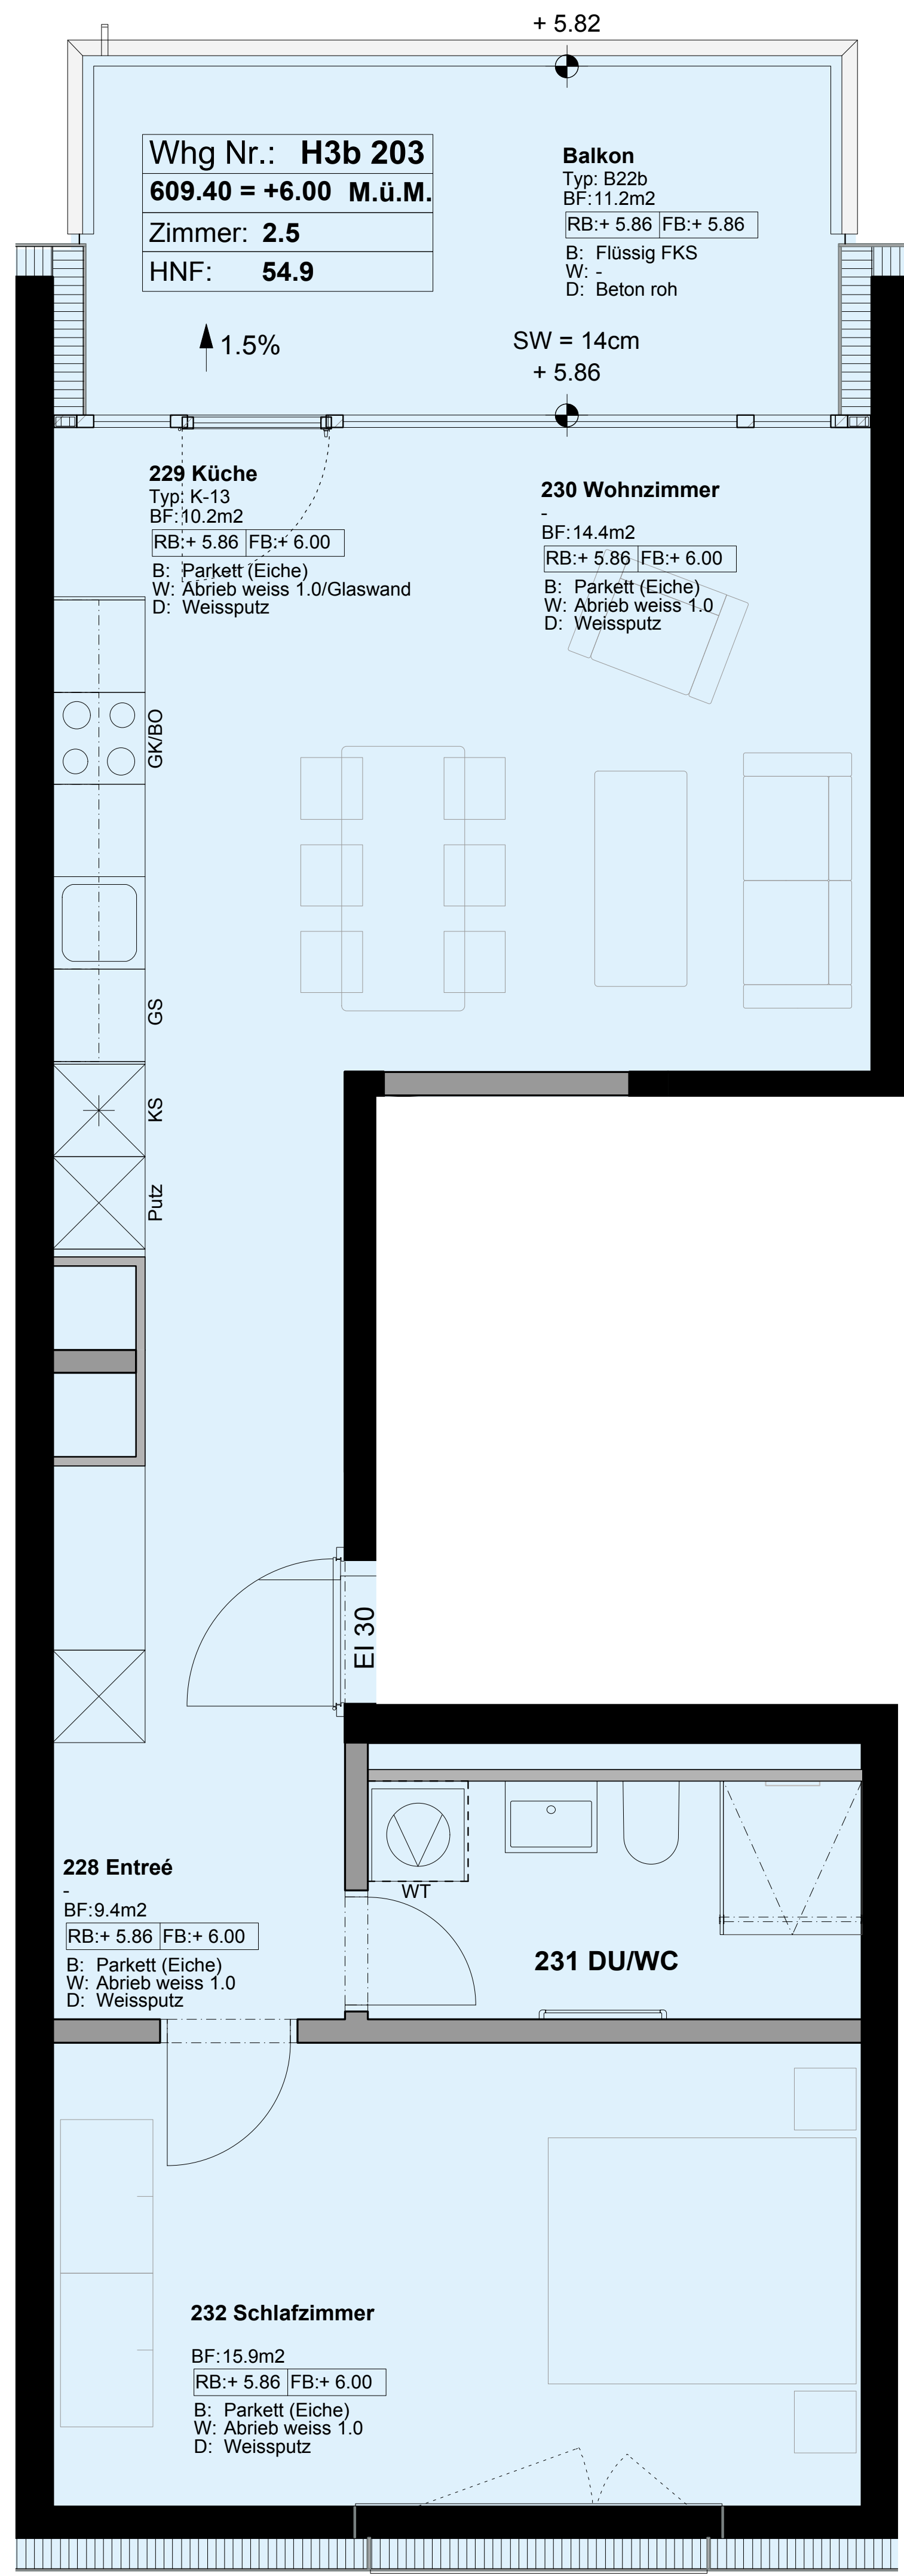 + 5.82
Whg Nr.: H3b 203
609.40 = +6.00 M.ü.M.
Zimmer: 2.5
HNF: 54.9
Balkon
Typ: B22b
BF:11.2m2
RB:+ 5.86 FB:+ 5.86
B: Flüssig FKS
W: -
D: Beton roh
1.5%
SW = 14cm
+ 5.86
229 Küche
Typ: K-13
BF:10.2m2
RB:+ 5.86 FB:+ 6.00
B: Parkett (Eiche)
W: Abrieb weiss 1.0/Glaswand
D: Weissputz
230 Wohnzimmer
-
BF:14.4m2
RB:+ 5.86 FB:+ 6.00
B: Parkett (Eiche)
W: Abrieb weiss 1.0
D: Weissputz
GK/BO
GS
KS
Putz
EI 30
WT
228 Entreé
-
BF:9.4m2
RB:+ 5.86 FB:+ 6.00
B: Parkett (Eiche)
W: Abrieb weiss 1.0
D: Weissputz
231 DU/WC
232 Schlafzimmer
BF:15.9m2
RB:+ 5.86 FB:+ 6.00
B: Parkett (Eiche)
W: Abrieb weiss 1.0
D: Weissputz